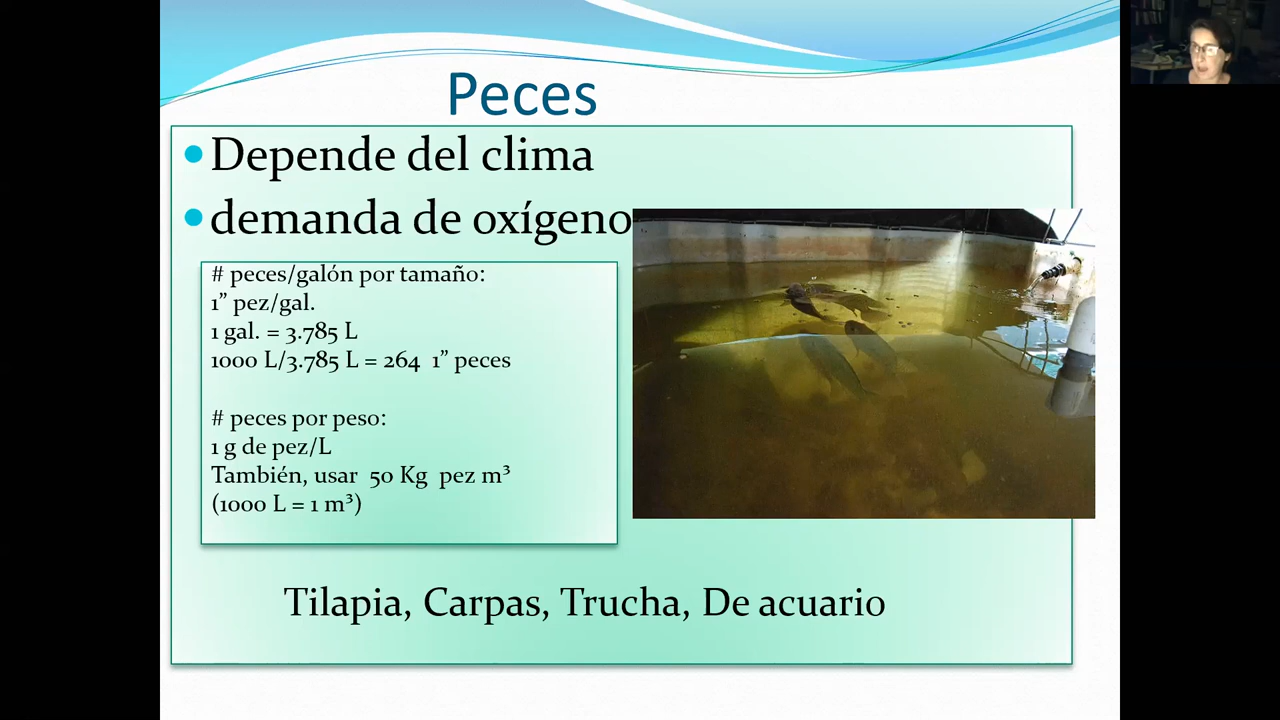 Peces
Depende del clima
demanda de oxígeno
# peces/galón por tamaño:
1” pez/gal.
1 gal. = 3.785 L
1000 L/3.785 L = 264 1” peces
# peces por peso:
1 g de pez/L
También, usar 50 Kg pez m³
(1000 L = 1 m³)
Tilapia, Carpas, Trucha, De acuario